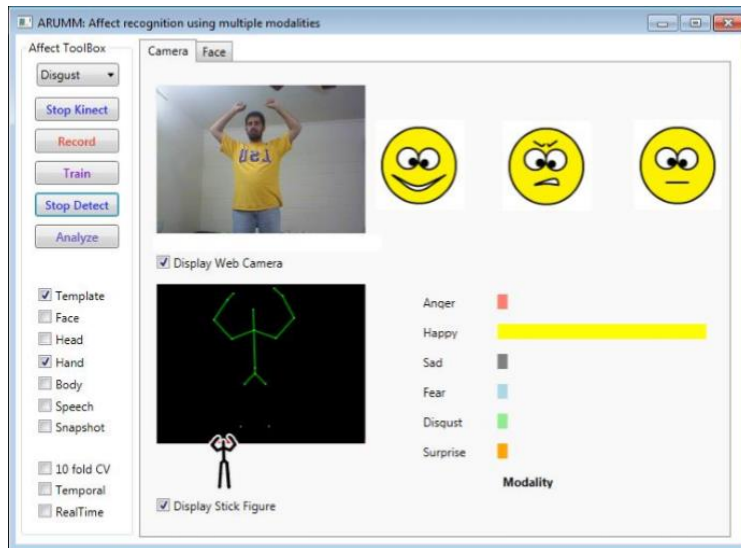 ARUMM: Affect recognition using multiple modalities
Affect ToolBox
Disgust
Stop Kinect
Record
Train
Stop Detect
Analyze
Template
Face
Head
Hand
Body
Speech
Snapshot
10 fold CV
Temporal
RealTime
Camera
Face
Display Web Camera
Display Stick Figure
Anger
Happy
Sad
Fear
Disgust
Surprise
Modality